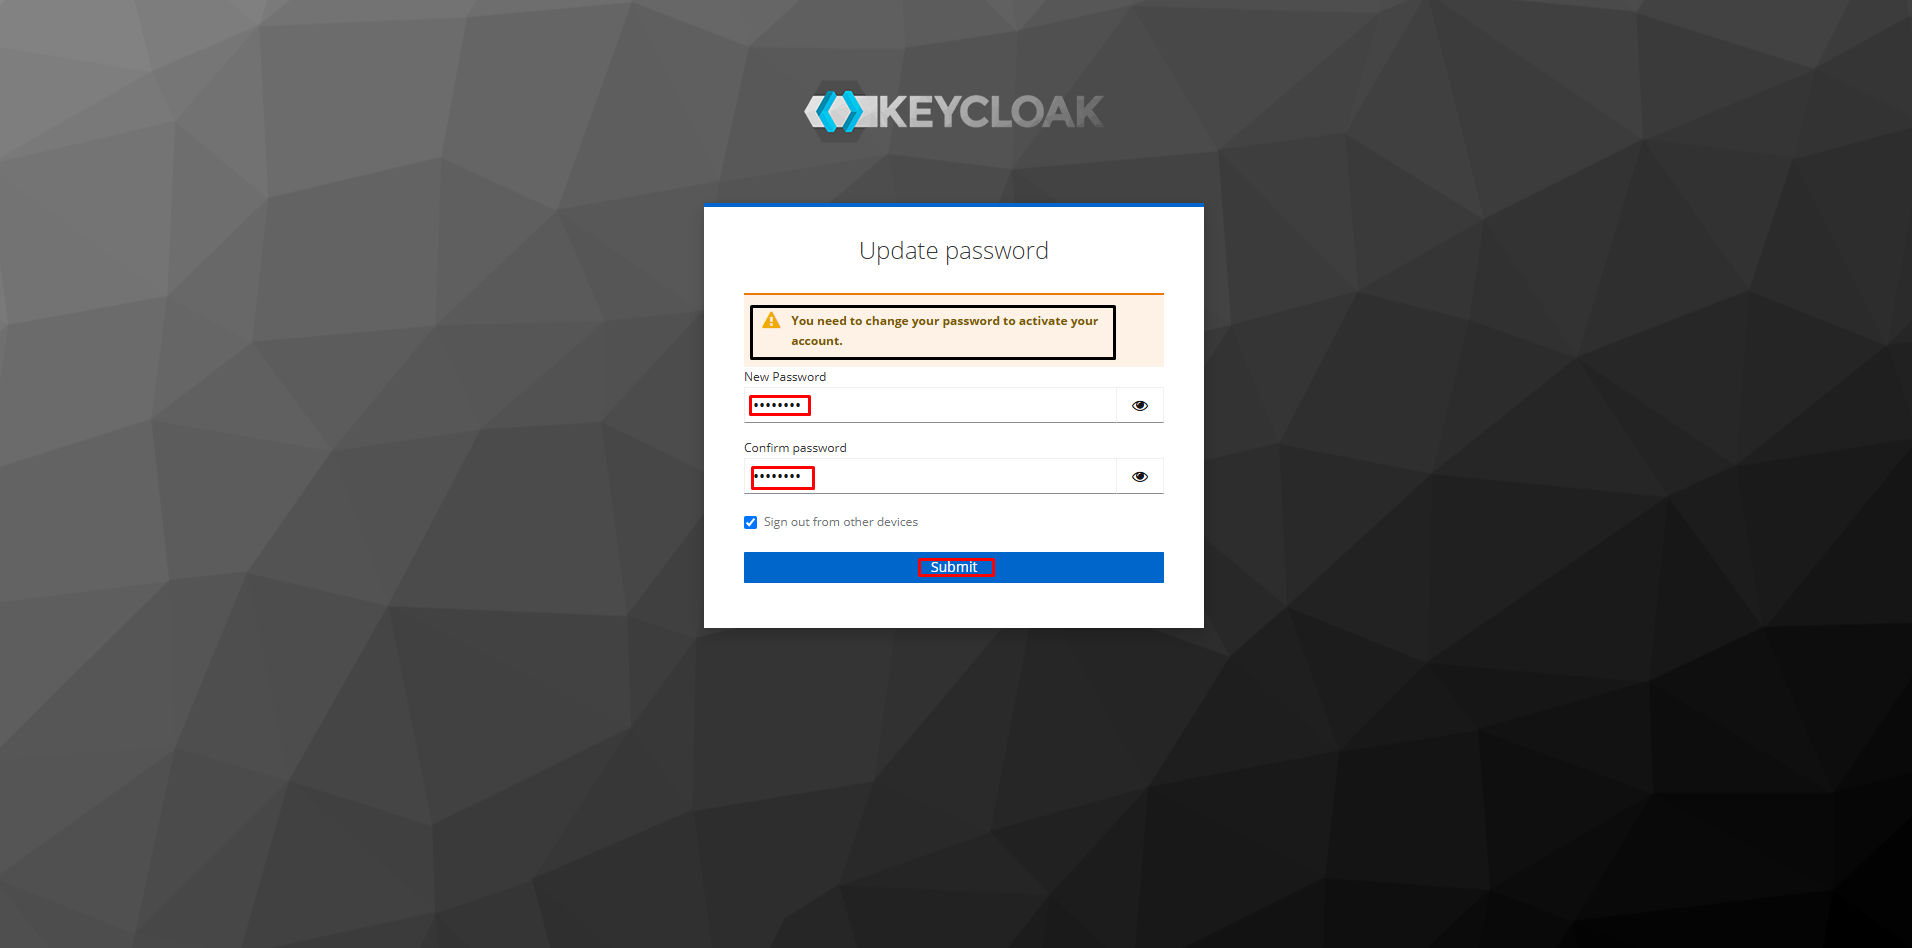 KEYCLOAK
Update password
You need to change your password to activate your
account.
New Password
••••••••
Confirm password
••••••••
Sign out from other devices
Submit